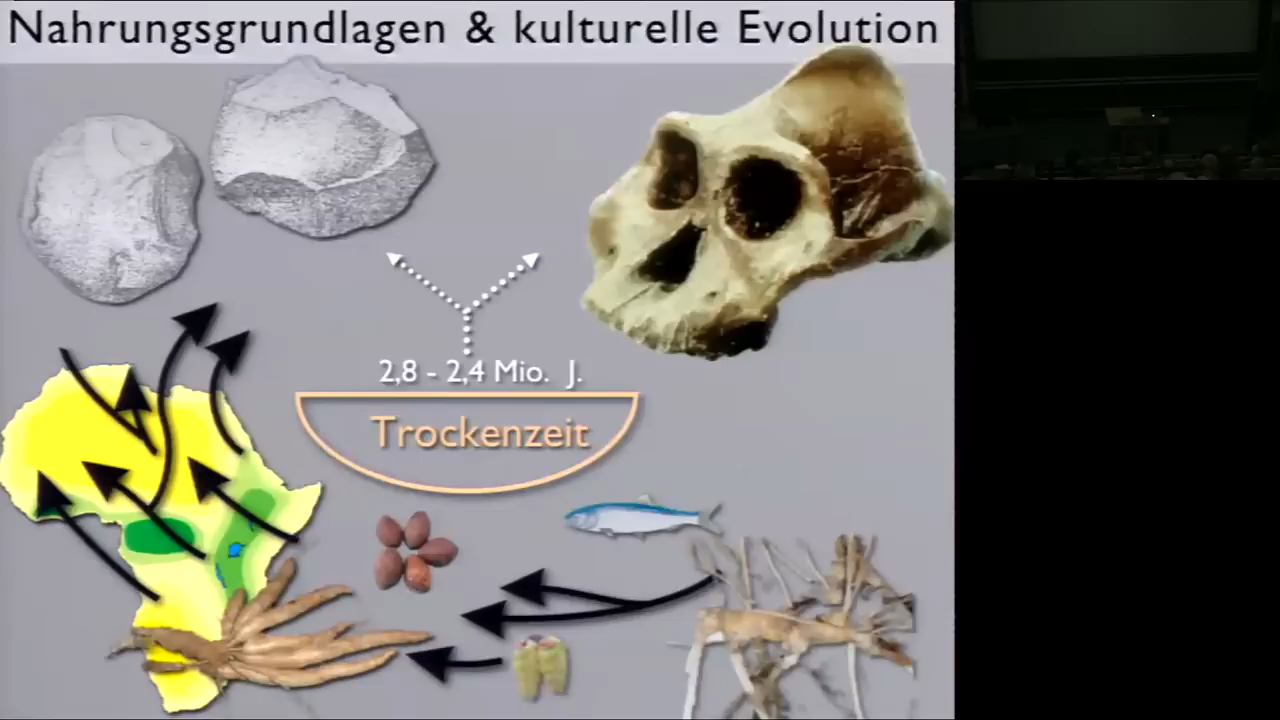 Nahrungsgrundlagen & kulturelle Evolution
2,8 - 2,4 Mio. J.
Trockenzeit